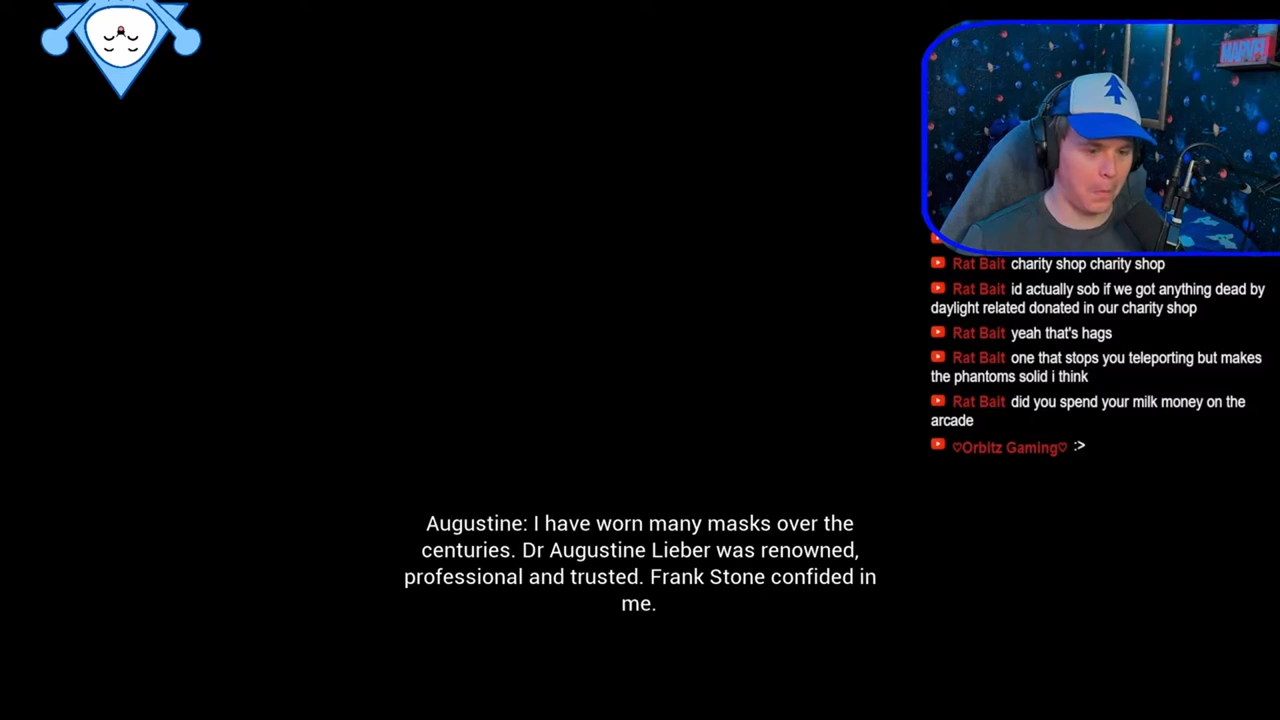 MARVEL
Rat Bait charity shop charity shop
Rat Bait id actually sob if we got anything dead by
daylight related donated in our charity shop
Rat Bait yeah that's hags
Rat Bait one that stops you teleporting but makes
the phantoms solid i think
Rat Bait did you spend your milk money on the
arcade
♡Orbitz Gaming♡ :>
Augustine: I have worn many masks over the
centuries. Dr Augustine Lieber was renowned,
professional and trusted. Frank Stone confided in
me.